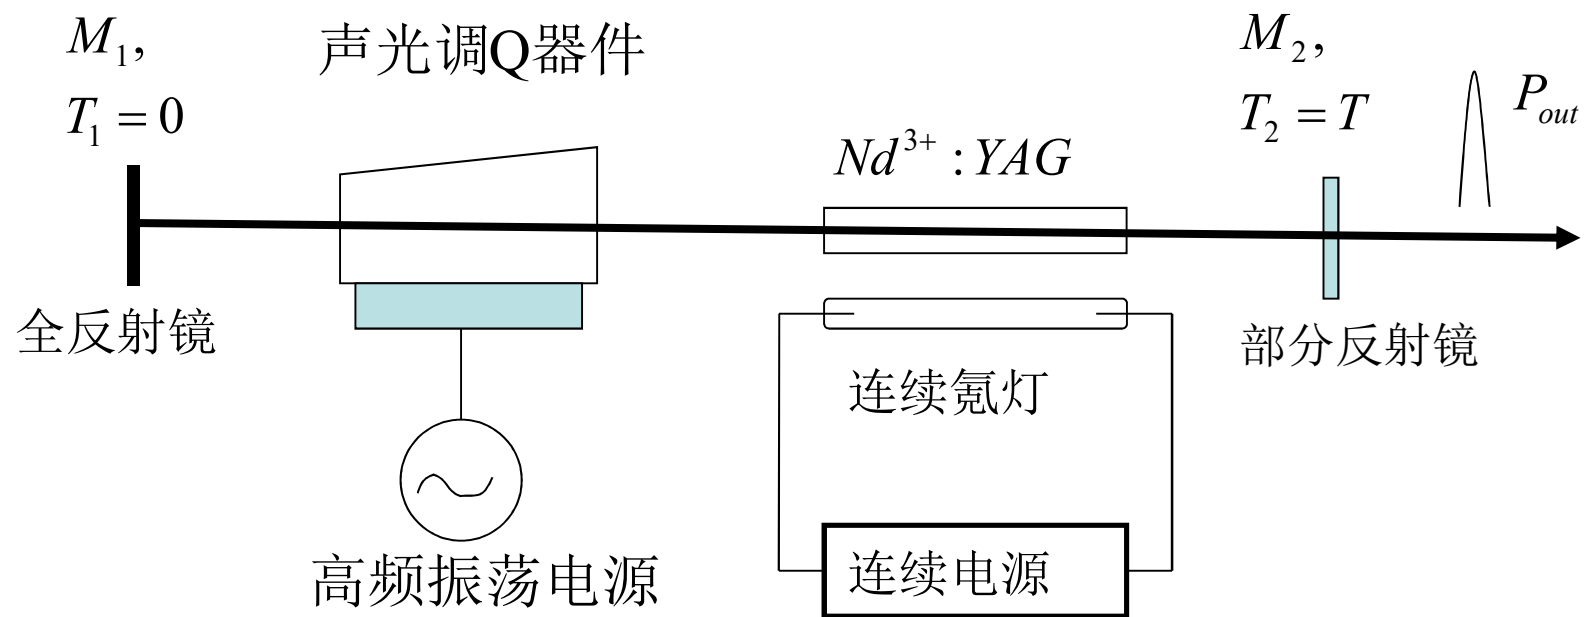 M₁,
T₁ = 0
声光调Q器件
Nd³⁺ : YAG
M₂,
T₂ = T
P_out
全反射镜
部分反射镜
连续氪灯
高频振荡电源
连续电源